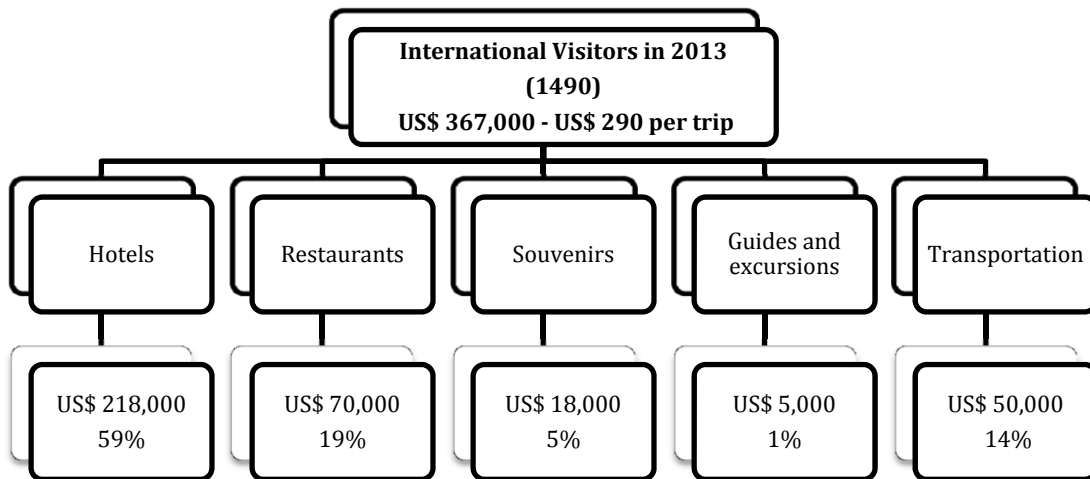 International Visitors in 2013
(1490)
US$ 367,000 - US$ 290 per trip
Hotels
Restaurants
Souvenirs
Guides and
excursions
Transportation
US$ 218,000
59%
US$ 70,000
19%
US$ 18,000
5%
US$ 5,000
1%
US$ 50,000
14%